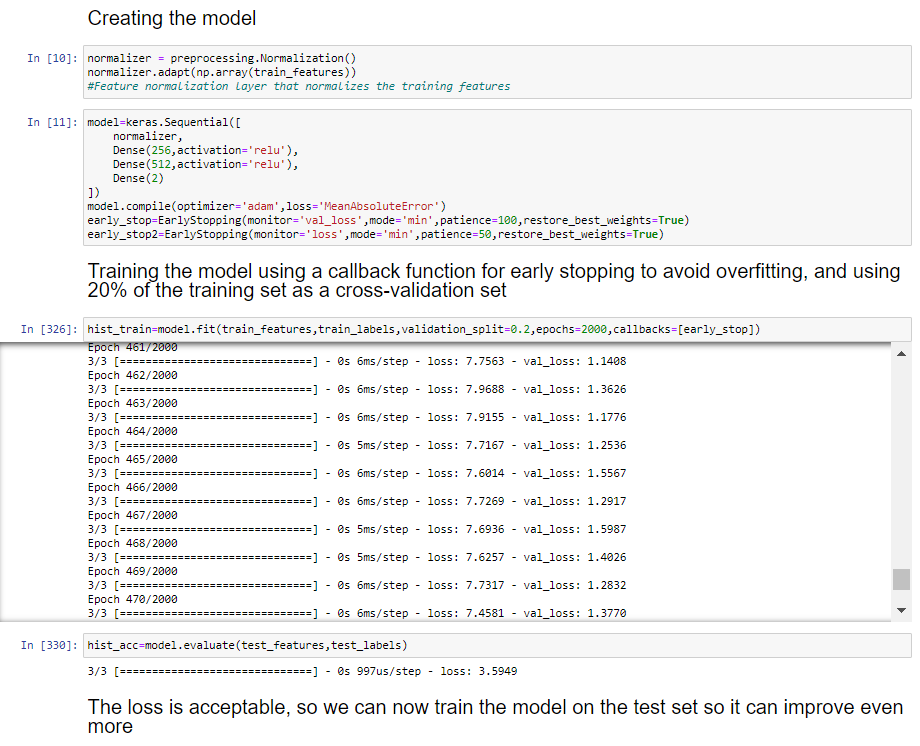 Creating the model
In [10]: normalizer = preprocessing.Normalization()
normalizer.adapt(np.array(train_features))
#Feature normalization layer that normalizes the training features
In [11]: model=keras.Sequential([
    normalizer,
    Dense(256,activation='relu'),
    Dense(512,activation='relu'),
    Dense(2)
])
model.compile(optimizer='adam',loss='MeanAbsoluteError')
early_stop=EarlyStopping(monitor='val_loss',mode='min',patience=100,restore_best_weights=True)
early_stop2=EarlyStopping(monitor='loss',mode='min',patience=50,restore_best_weights=True)
Training the model using a callback function for early stopping to avoid overfitting, and using
20% of the training set as a cross-validation set
In [326]: hist_train=model.fit(train_features,train_labels,validation_split=0.2,epochs=2000,callbacks=[early_stop])
Epoch 461/2000
3/3 [==============================] - 0s 6ms/step - loss: 7.7563 - val_loss: 1.1408
Epoch 462/2000
3/3 [==============================] - 0s 6ms/step - loss: 7.9688 - val_loss: 1.3626
Epoch 463/2000
3/3 [==============================] - 0s 6ms/step - loss: 7.9155 - val_loss: 1.1776
Epoch 464/2000
3/3 [==============================] - 0s 5ms/step - loss: 7.7167 - val_loss: 1.2536
Epoch 465/2000
3/3 [==============================] - 0s 6ms/step - loss: 7.6014 - val_loss: 1.5567
Epoch 466/2000
3/3 [==============================] - 0s 6ms/step - loss: 7.7269 - val_loss: 1.2917
Epoch 467/2000
3/3 [==============================] - 0s 5ms/step - loss: 7.6936 - val_loss: 1.5987
Epoch 468/2000
3/3 [==============================] - 0s 5ms/step - loss: 7.6257 - val_loss: 1.4026
Epoch 469/2000
3/3 [==============================] - 0s 6ms/step - loss: 7.7317 - val_loss: 1.2832
Epoch 470/2000
3/3 [==============================] - 0s 6ms/step - loss: 7.4581 - val_loss: 1.3770
In [330]: hist_acc=model.evaluate(test_features,test_labels)
3/3 [==============================] - 0s 997us/step - loss: 3.5949
The loss is acceptable, so we can now train the model on the test set so it can improve even
more